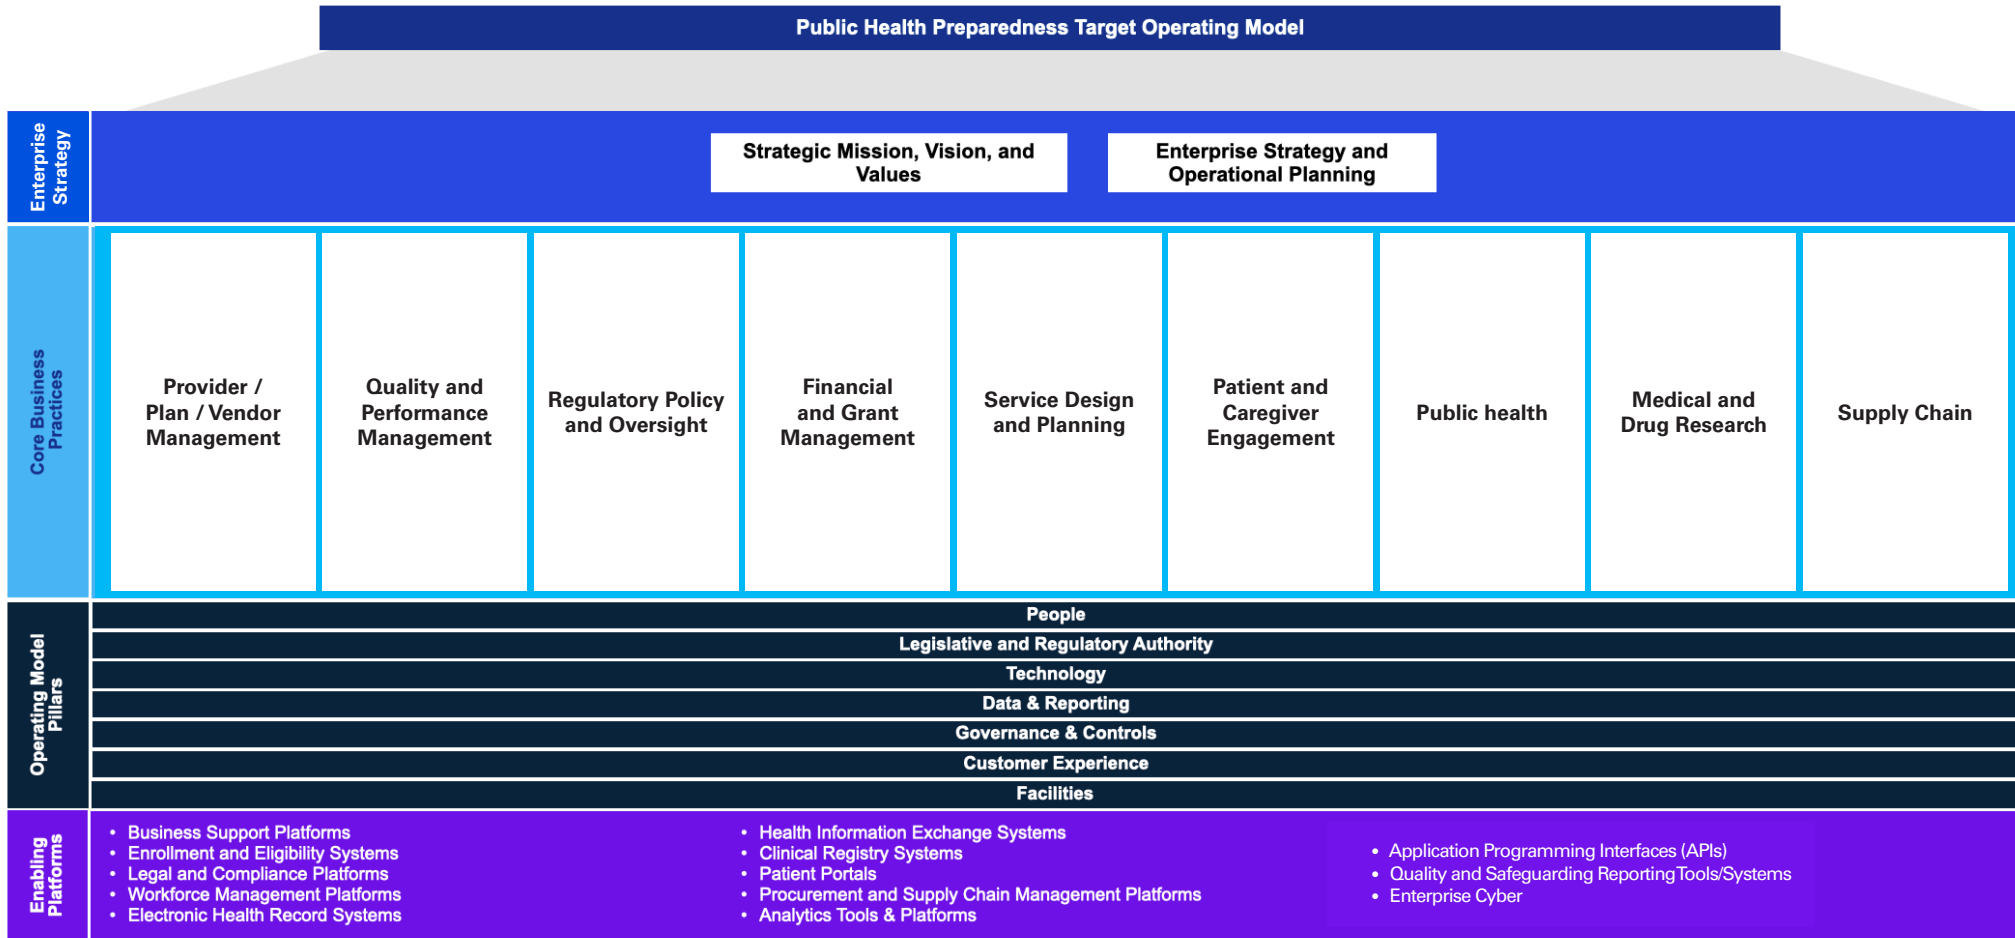 Public Health Preparedness Target Operating Model
Enterprise
Strategy
Strategic Mission, Vision, and
Values
Enterprise Strategy and
Operational Planning
Core Business
Practices
Provider /
Plan / Vendor
Management
Quality and
Performance
Management
Regulatory Policy
and Oversight
Financial
and Grant
Management
Service Design
and Planning
Patient and
Caregiver
Engagement
Public health
Medical and
Drug Research
Supply Chain
Operating Model
Pillars
People
Legislative and Regulatory Authority
Technology
Data & Reporting
Governance & Controls
Customer Experience
Facilities
Enabling
Platforms
• Business Support Platforms
• Enrollment and Eligibility Systems
• Legal and Compliance Platforms
• Workforce Management Platforms
• Electronic Health Record Systems
• Health Information Exchange Systems
• Clinical Registry Systems
• Patient Portals
• Procurement and Supply Chain Management Platforms
• Analytics Tools & Platforms
• Application Programming Interfaces (APIs)
• Quality and Safeguarding Reporting Tools/Systems
• Enterprise Cyber